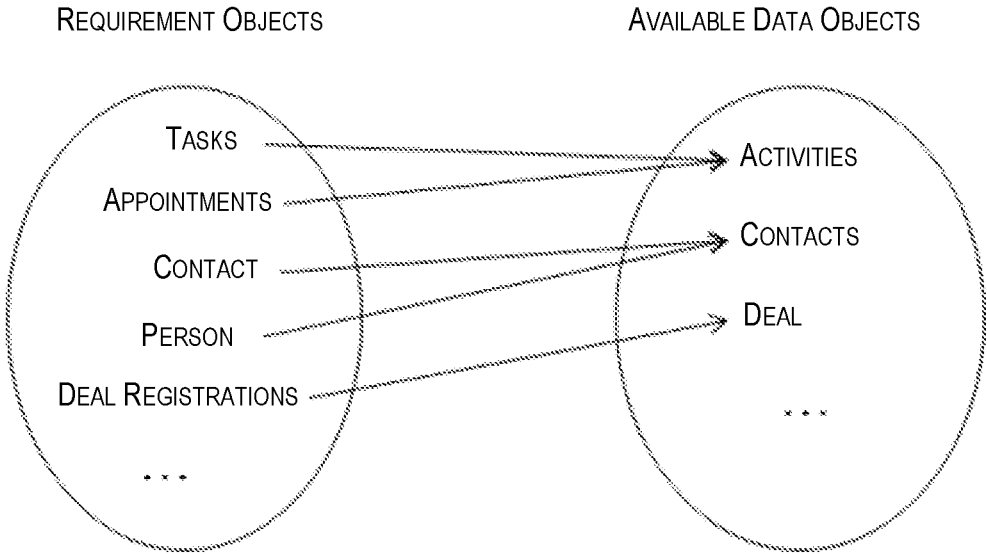 REQUIREMENT OBJECTS
AVAILABLE DATA OBJECTS
TASKS
APPOINTMENTS
CONTACT
PERSON
DEAL REGISTRATIONS
...
ACTIVITIES
CONTACTS
DEAL
...